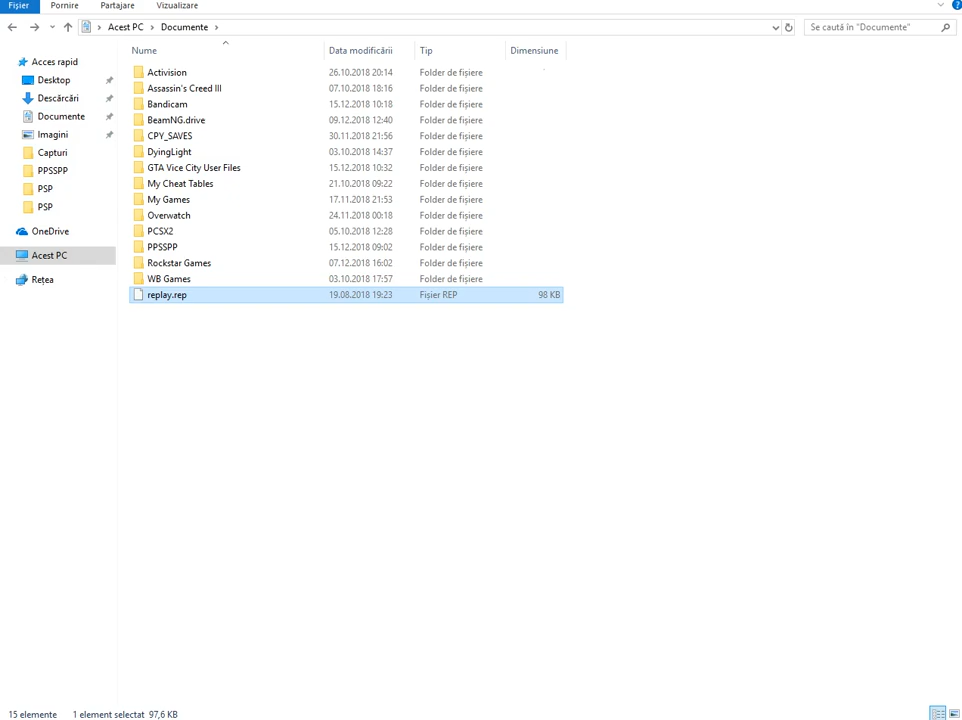 Fișier Pornire Partajare Vizualizare
Acest PC Documente Se caută în "Documente"
Nume Data modificării Tip Dimensiune
Acces rapid
Desktop
Descărcări
Documente
Imagini
Capturi
PPSSPP
PSP
PSP
OneDrive
Acest PC
Rețea
Activision 26.10.2018 20:14 Folder de fișiere
Assassin's Creed III 07.10.2018 18:16 Folder de fișiere
Bandicam 15.12.2018 10:18 Folder de fișiere
BeamNG.drive 09.12.2018 12:40 Folder de fișiere
CPY_SAVES 30.11.2018 21:56 Folder de fișiere
DyingLight 03.10.2018 14:37 Folder de fișiere
GTA Vice City User Files 15.12.2018 10:32 Folder de fișiere
My Cheat Tables 21.10.2018 09:22 Folder de fișiere
My Games 17.11.2018 21:53 Folder de fișiere
Overwatch 24.11.2018 00:18 Folder de fișiere
PCSX2 05.10.2018 12:28 Folder de fișiere
PPSSPP 15.12.2018 09:02 Folder de fișiere
Rockstar Games 07.12.2018 16:02 Folder de fișiere
WB Games 03.10.2018 17:57 Folder de fișiere
replay.rep 19.08.2018 19:23 Fișier REP 98 KB
15 elemente 1 element selectat 97,6 KB